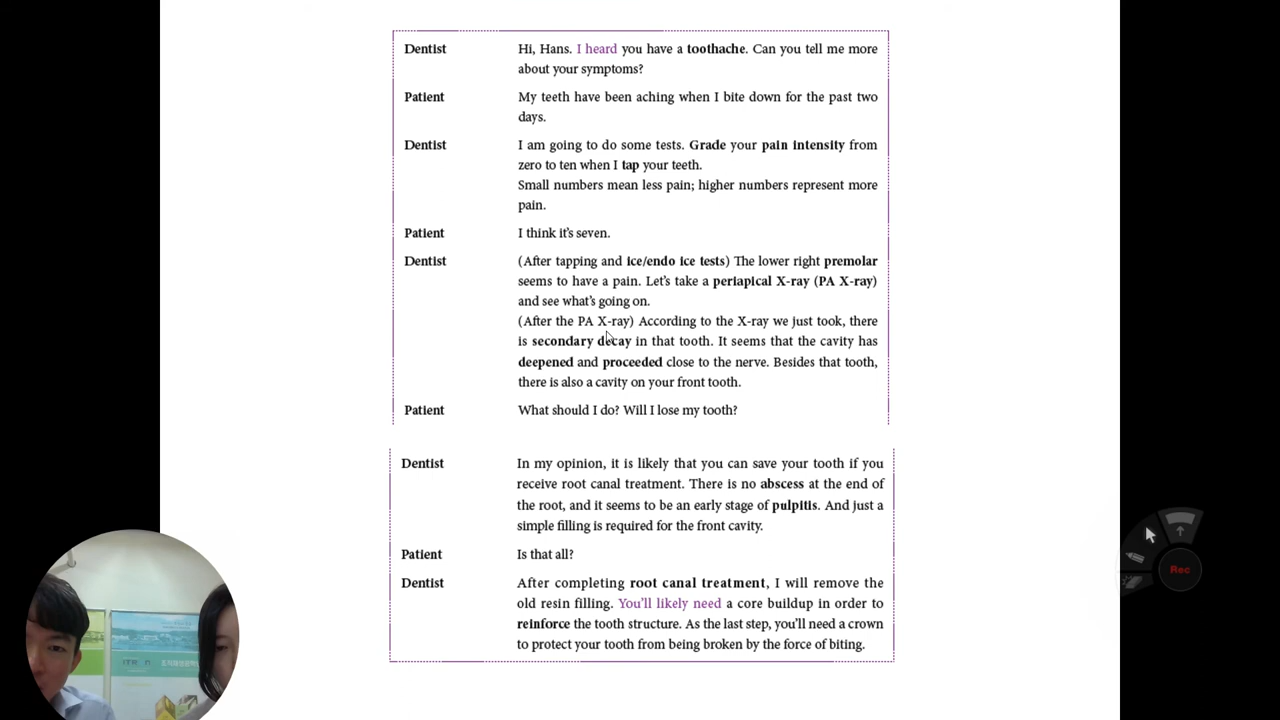 Dentist Hi, Hans. I heard you have a toothache. Can you tell me more
about your symptoms?
Patient My teeth have been aching when I bite down for the past two
days.
Dentist I am going to do some tests. Grade your pain intensity from
zero to ten when I tap your teeth.
Small numbers mean less pain; higher numbers represent more
pain.
Patient I think it's seven.
Dentist (After tapping and ice/endo ice tests) The lower right premolar
seems to have a pain. Let's take a periapical X-ray (PA X-ray)
and see what's going on.
(After the PA X-ray) According to the X-ray we just took, there
is secondary decay in that tooth. It seems that the cavity has
deepened and proceeded close to the nerve. Besides that tooth,
there is also a cavity on your front tooth.
Patient What should I do? Will I lose my tooth?
Dentist In my opinion, it is likely that you can save your tooth if you
receive root canal treatment. There is no abscess at the end of
the root, and it seems to be an early stage of pulpitis. And just a
simple filling is required for the front cavity.
Patient Is that all?
Dentist After completing root canal treatment, I will remove the
old resin filling. You'll likely need a core buildup in order to
reinforce the tooth structure. As the last step, you'll need a crown
to protect your tooth from being broken by the force of biting.
Rec